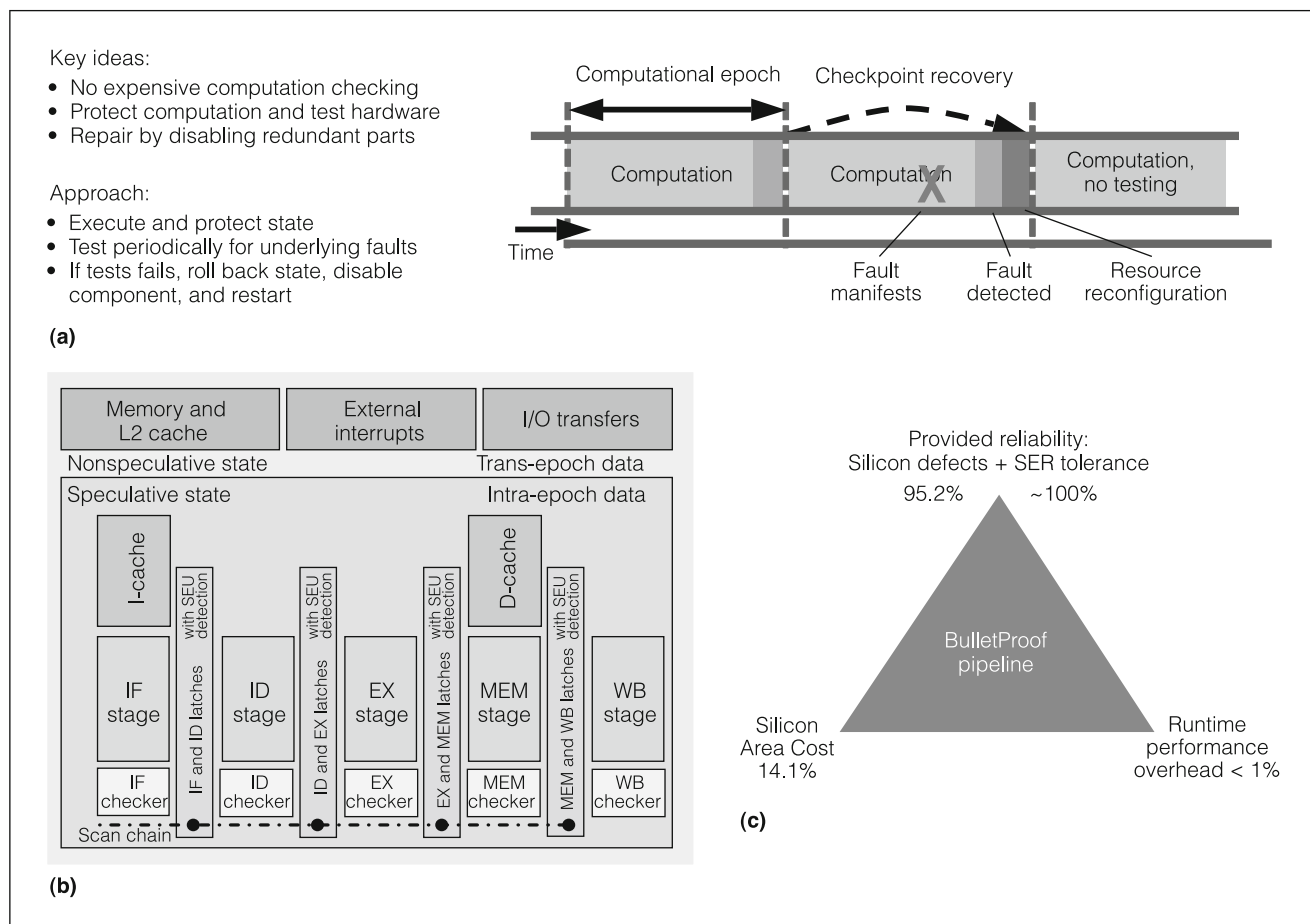 Key ideas:
• No expensive computation checking
• Protect computation and test hardware
• Repair by disabling redundant parts
Approach:
• Execute and protect state
• Test periodically for underlying faults
• If tests fails, roll back state, disable
component, and restart
(a)
Computational epoch
Checkpoint recovery
Computation
Computation
X
Computation,
no testing
Time
Fault
manifests
Fault
detected
Resource
reconfiguration
Memory and
L2 cache
External
interrupts
I/O transfers
Nonspeculative state
Trans-epoch data
Speculative state
Intra-epoch data
I-cache
D-cache
IF
stage
IF and ID latches
with SEU
detection
ID
stage
ID and EX latches
with SEU
detection
EX
stage
EX and MEM latches
with SEU
detection
MEM
stage
MEM and WB latches
with SEU
detection
WB
stage
IF
checker
ID
checker
EX
checker
MEM
checker
WB
checker
Scan chain
(b)
Provided reliability:
Silicon defects + SER tolerance
95.2%
~100%
BulletProof
pipeline
Silicon
Area Cost
14.1%
Runtime
performance
overhead < 1%
(c)